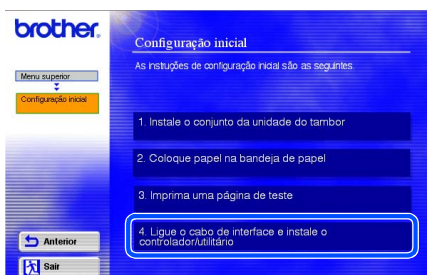 brother.
Configuração inicial
As instruções de configuração inicial são as seguintes.
Menu superior
Configuração inicial
1. Instale o conjunto da unidade do tambor
2. Coloque papel na bandeja de papel
3. Imprima uma página de teste
4. Ligue o cabo de interface e instale o
controlador/utilitário
Anterior
Sair